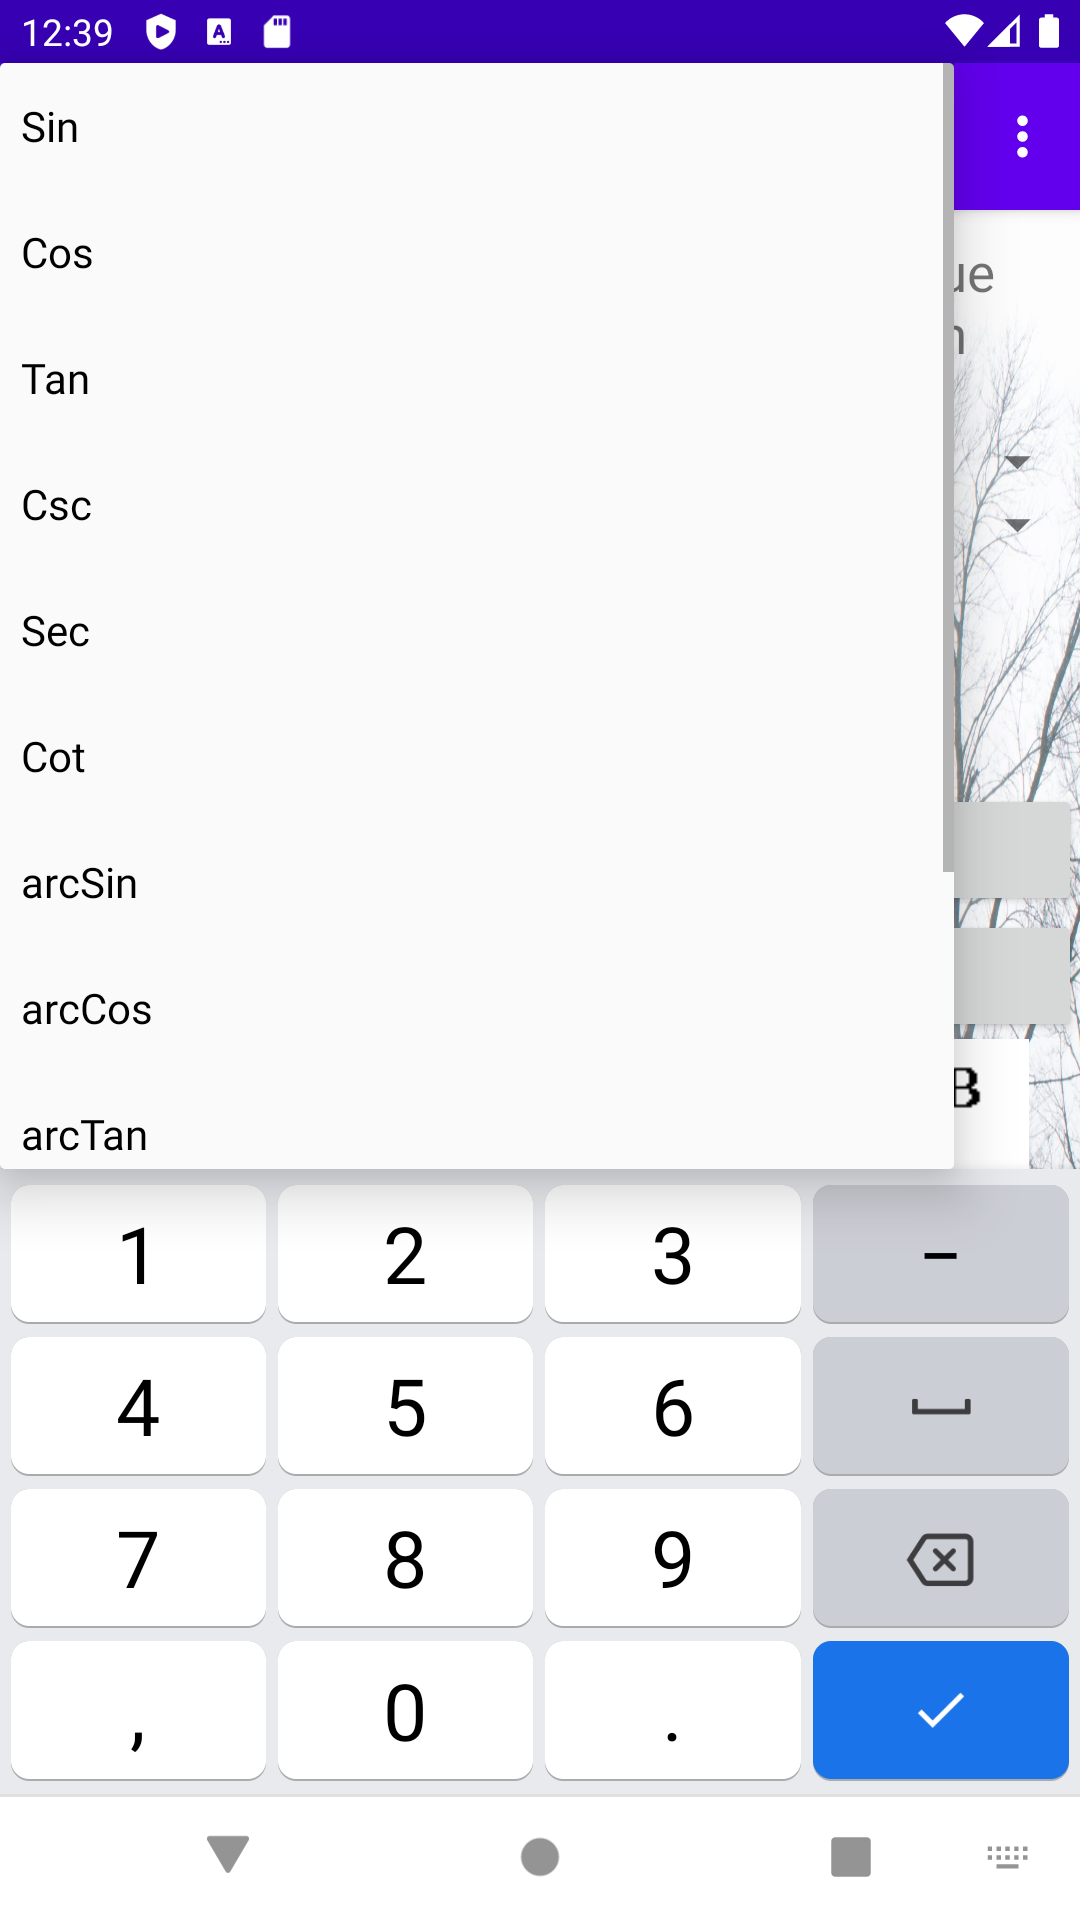 12:39
Sin
Cos
Tan
Csc
Sec
Cot
arcSin
arcCos
arcTan
B
1 2 3 –
4 5 6
7 8 9
, 0 .